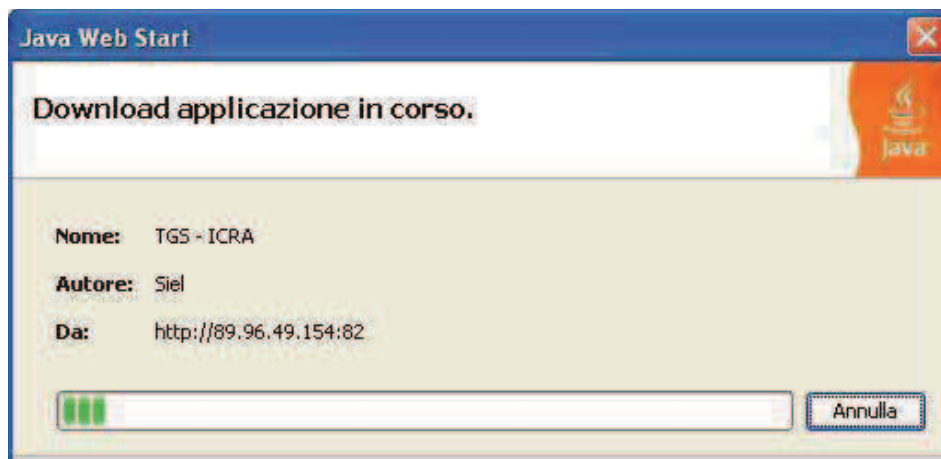 Java Web Start
Download applicazione in corso.
Java
Nome: TGS - ICRA
Autore: Siel
Da: http://89.96.49.154:82
Annulla